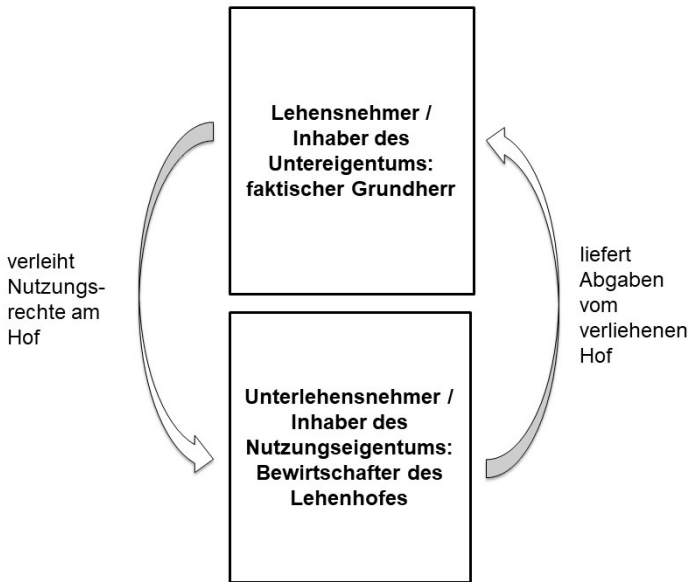 Lehensnehmer /
Inhaber des
Untereigentums:
faktischer Grundherr
verleiht
Nutzungs-
rechte am
Hof
liefert
Abgaben
vom
verliehenen
Hof
Unterlehensnehmer /
Inhaber des
Nutzungseigentums:
Bewirtschafter des
Lehenhofes